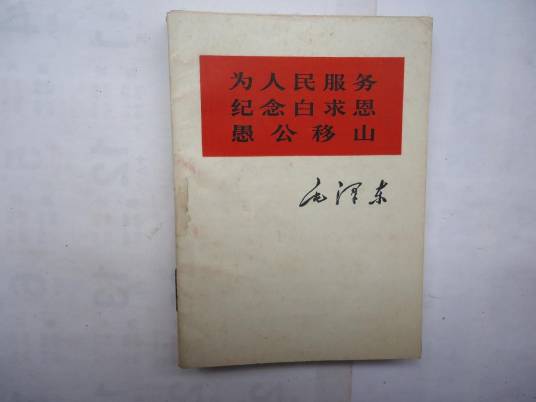 为人民服务
纪念白求恩
愚公移山
毛泽东